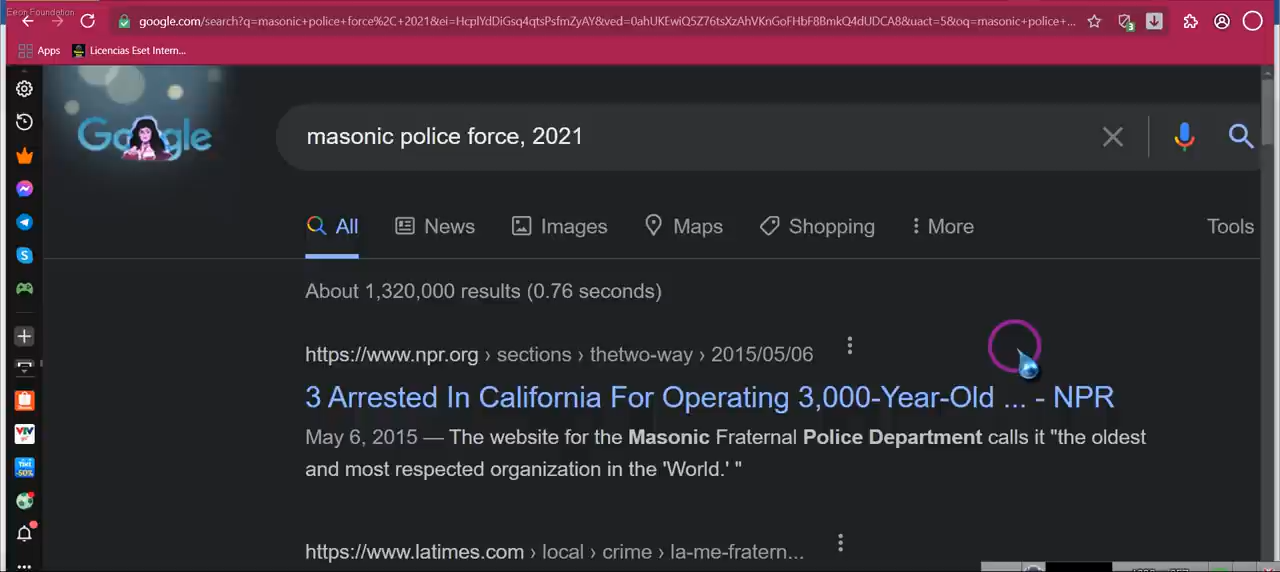 Eeon Foundation
google.com/search?q=masonic+police+force%2C+2021&ei=HcpIYdDiGsq4qtsPsfmZyAY&ved=0ahUKEwiQ5Z76tsXzAhVKnGoFHbF8BmkQ4dUDCA8&uact=5&oq=masonic+police+...
Apps
Licencias Eset Intern...
Google
masonic police force, 2021
All
News
Images
Maps
Shopping
More
Tools
About 1,320,000 results (0.76 seconds)
https://www.npr.org › sections › thetwo-way › 2015/05/06
3 Arrested In California For Operating 3,000-Year-Old ... - NPR
May 6, 2015 — The website for the Masonic Fraternal Police Department calls it "the oldest
and most respected organization in the 'World.' "
https://www.latimes.com › local › crime › la-me-fratern...